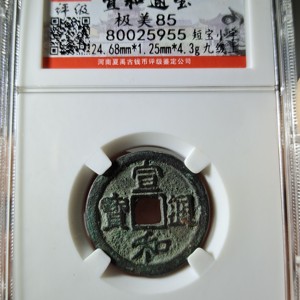 评级
宣和通宝
极美85
80025955 短宝小字
24.68mm*1.25mm*4.3g 九级上
河南夏禹古钱币评级鉴定公司
宣
寳 通
和